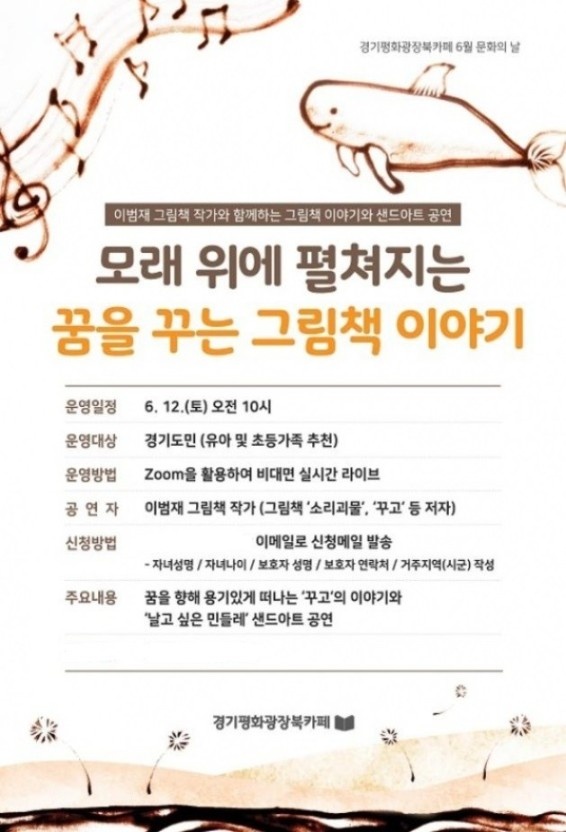 경기평화광장북카페 6월 문화의 날
이범재 그림책 작가와 함께하는 그림책 이야기와 샌드아트 공연
모래 위에 펼쳐지는
꿈을 꾸는 그림책 이야기
운영일정 6. 12.(토) 오전 10시
운영대상 경기도민 (유아 및 초등가족 추천)
운영방법 Zoom을 활용하여 비대면 실시간 라이브
공 연 자 이범재 그림책 작가 (그림책 '소리괴물', '꾸고' 등 저자)
신청방법 이메일로 신청메일 발송
- 자녀성명 / 자녀나이 / 보호자 성명 / 보호자 연락처 / 거주지역(시군) 작성
주요내용 꿈을 향해 용기있게 떠나는 '꾸고'의 이야기와
'날고 싶은 민들레' 샌드아트 공연
경기평화광장북카페